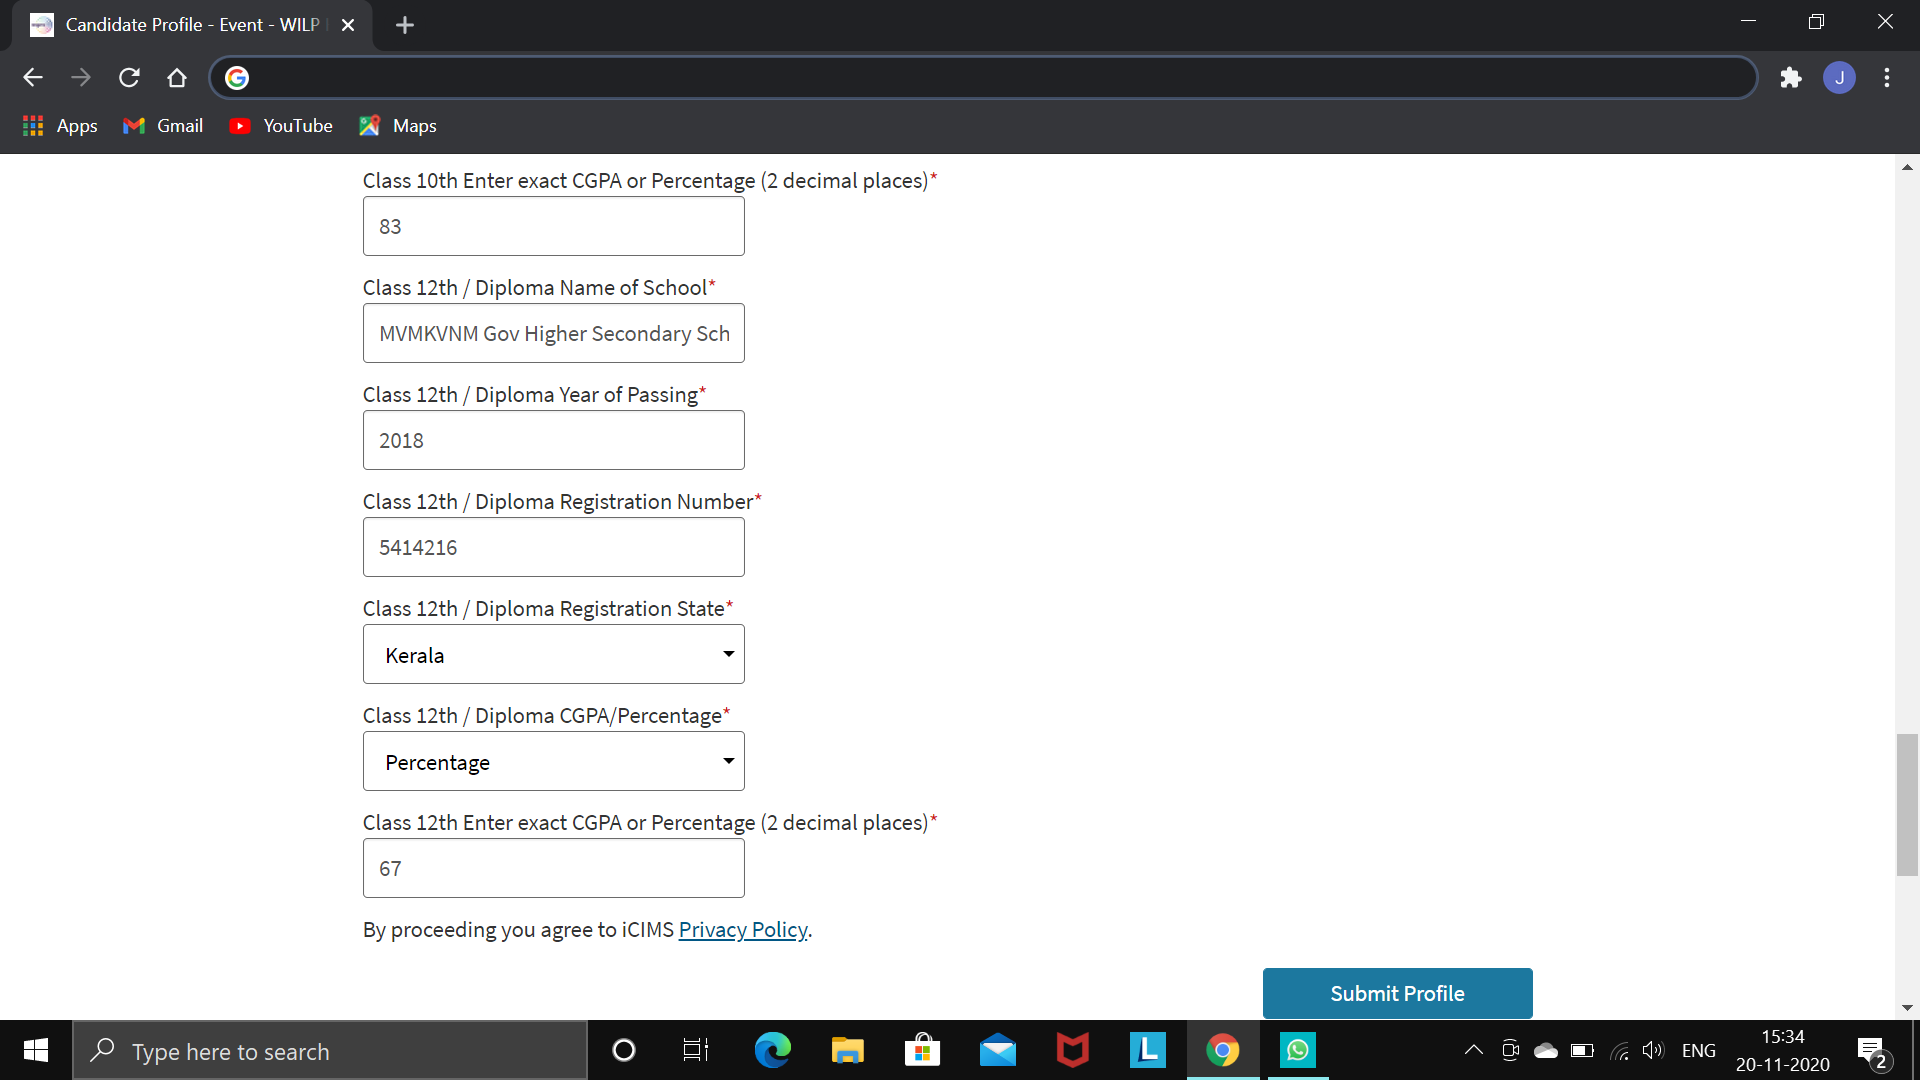 Candidate Profile - Event - WILP
J
Apps
Gmail
YouTube
Maps
Class 10th Enter exact CGPA or Percentage (2 decimal places)*
83
Class 12th / Diploma Name of School*
MVMKVNM Gov Higher Secondary Sch
Class 12th / Diploma Year of Passing*
2018
Class 12th / Diploma Registration Number*
5414216
Class 12th / Diploma Registration State*
Kerala
Class 12th / Diploma CGPA/Percentage*
Percentage
Class 12th Enter exact CGPA or Percentage (2 decimal places)*
67
By proceeding you agree to iCIMS Privacy Policy.
Submit Profile
Type here to search
L
ENG
15:34
20-11-2020
2